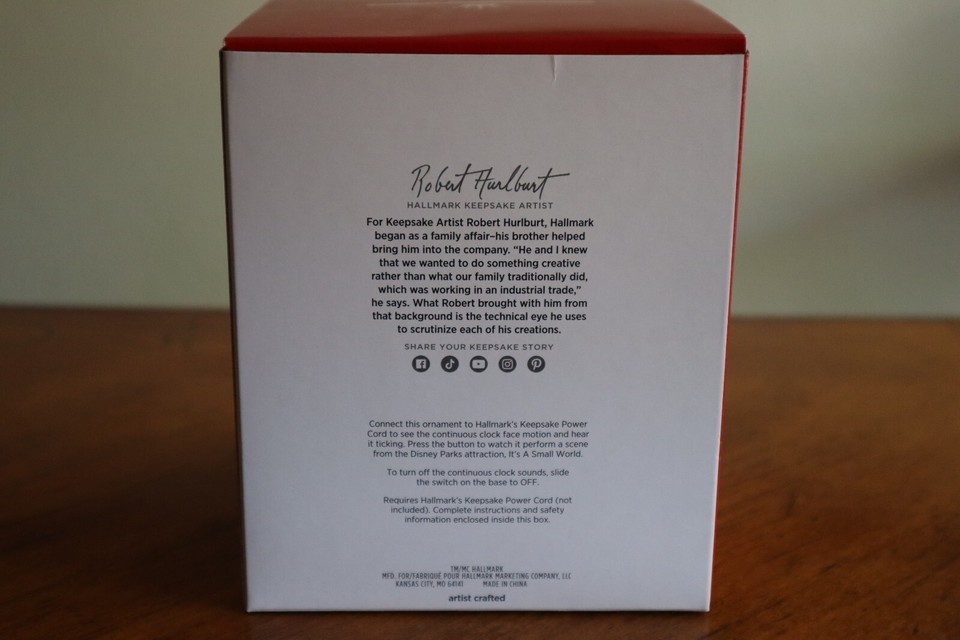 Robert Hurlburt
HALLMARK KEEPSAKE ARTIST
For Keepsake Artist Robert Hurlburt, Hallmark
began as a family affair–his brother helped
bring him into the company. “He and I knew
that we wanted to do something creative
rather than what our family traditionally did,
which was working in an industrial trade,”
he says. What Robert brought with him from
that background is the technical eye he uses
to scrutinize each of his creations.
SHARE YOUR KEEPSAKE STORY
Connect this ornament to Hallmark's Keepsake Power
Cord to see the continuous clock face motion and hear
it ticking. Press the button to watch it perform a scene
from the Disney Parks attraction, It's A Small World.
To turn off the continuous clock sounds, slide
the switch on the base to OFF.
Requires Hallmark's Keepsake Power Cord (not
included). Complete instructions and safety
information enclosed inside this box.
TM/MC HALLMARK
MFD. FOR/FABRIQUÉ POUR HALLMARK MARKETING COMPANY, LLC
KANSAS CITY, MO 64141 MADE IN CHINA
artist crafted